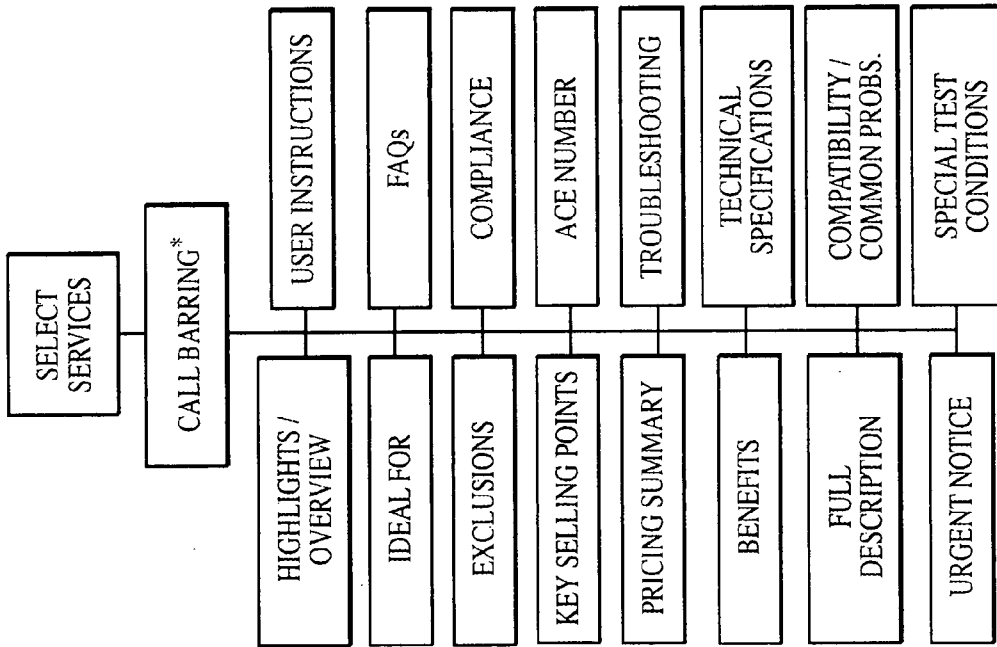 SELECT
SERVICES
CALL BARRING*
HIGHLIGHTS /
OVERVIEW
USER INSTRUCTIONS
IDEAL FOR
FAQs
EXCLUSIONS
COMPLIANCE
KEY SELLING POINTS
ACE NUMBER
PRICING SUMMARY
TROUBLESHOOTING
BENEFITS
TECHNICAL
SPECIFICATIONS
FULL
DESCRIPTION
COMPATIBILITY /
COMMON PROBS.
URGENT NOTICE
SPECIAL TEST
CONDITIONS